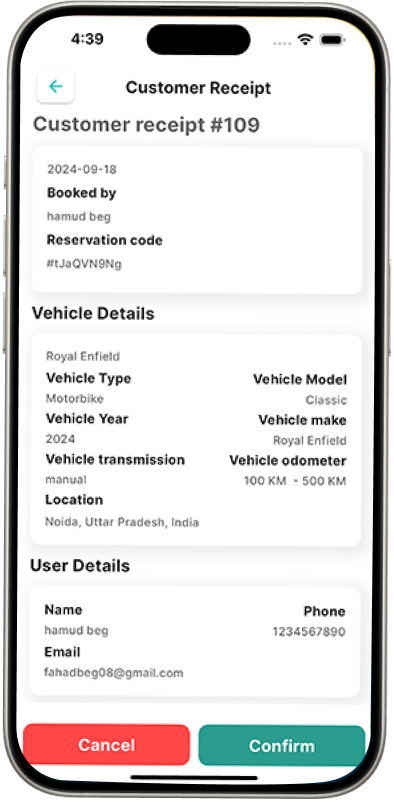 4:39
Customer Receipt
Customer receipt #109
2024-09-18
Booked by
hamud beg
Reservation code
#tJaQVN9Ng
Vehicle Details
Royal Enfield
Vehicle Type Vehicle Model
Motorbike Classic
Vehicle Year Vehicle make
2024 Royal Enfield
Vehicle transmission Vehicle odometer
manual 100 KM - 500 KM
Location
Noida, Uttar Pradesh, India
User Details
Name Phone
hamud beg 1234567890
Email
fahadbeg08@gmail.com
Cancel Confirm